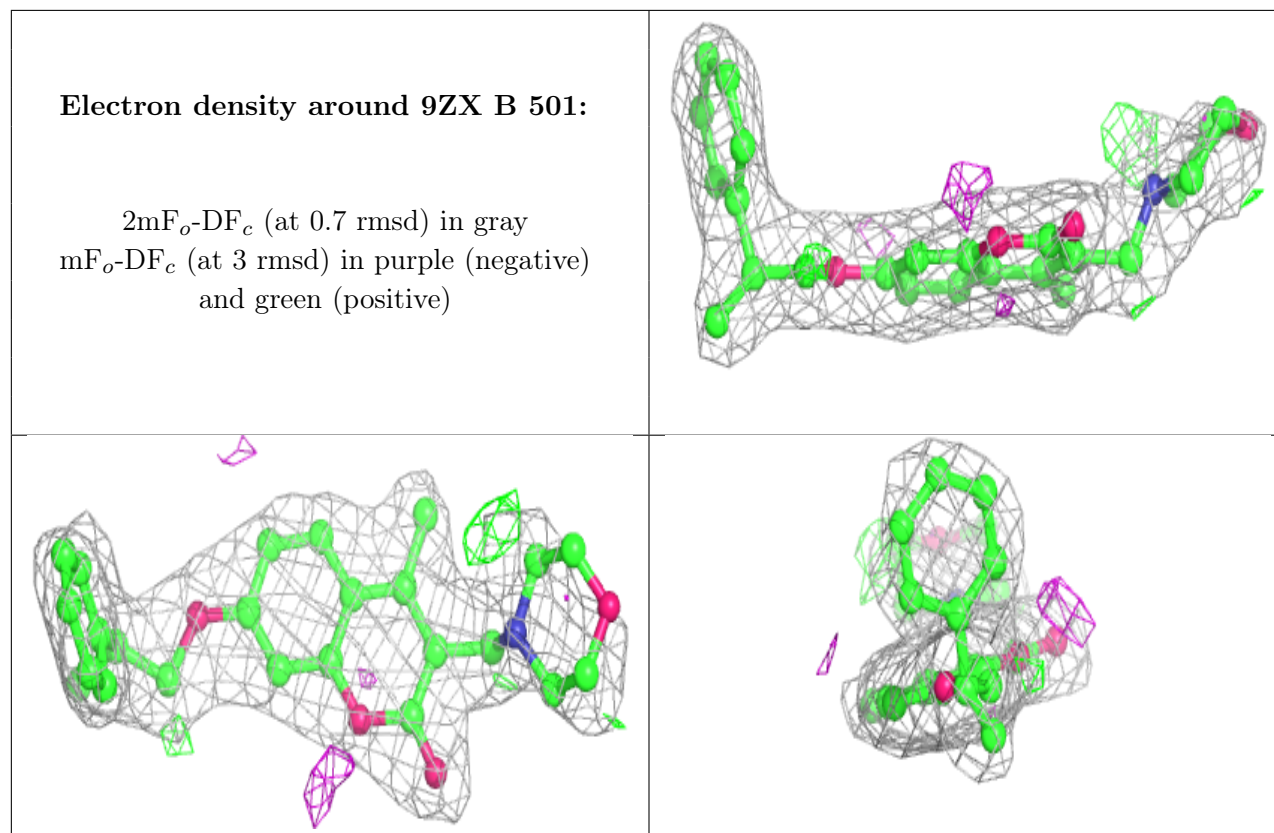 Electron density around 9ZX B 501:
2mFo-DFc (at 0.7 rmsd) in gray
mFo-DFc (at 3 rmsd) in purple (negative)
and green (positive)